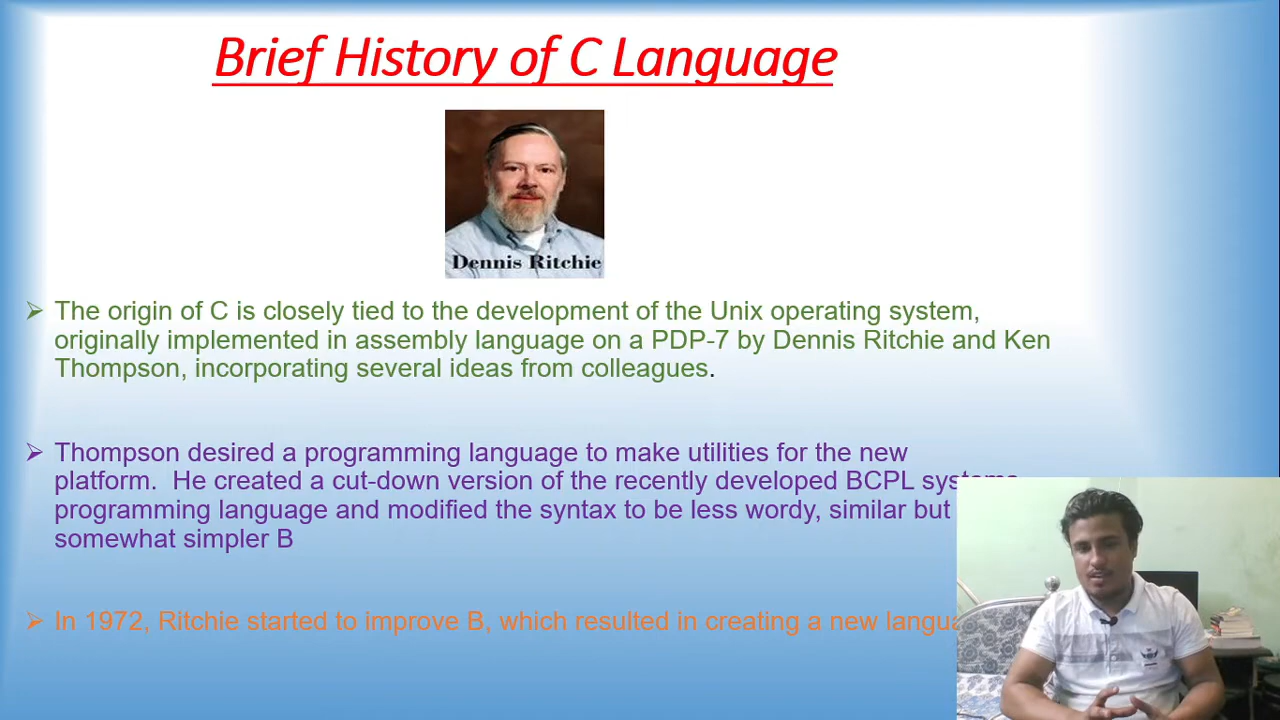 Brief History of C Language
Dennis Ritchie
➢ The origin of C is closely tied to the development of the Unix operating system,
originally implemented in assembly language on a PDP-7 by Dennis Ritchie and Ken
Thompson, incorporating several ideas from colleagues.
➢ Thompson desired a programming language to make utilities for the new
platform. He created a cut-down version of the recently developed BCPL systems
programming language and modified the syntax to be less wordy, similar but
somewhat simpler B
➢ In 1972, Ritchie started to improve B, which resulted in creating a new